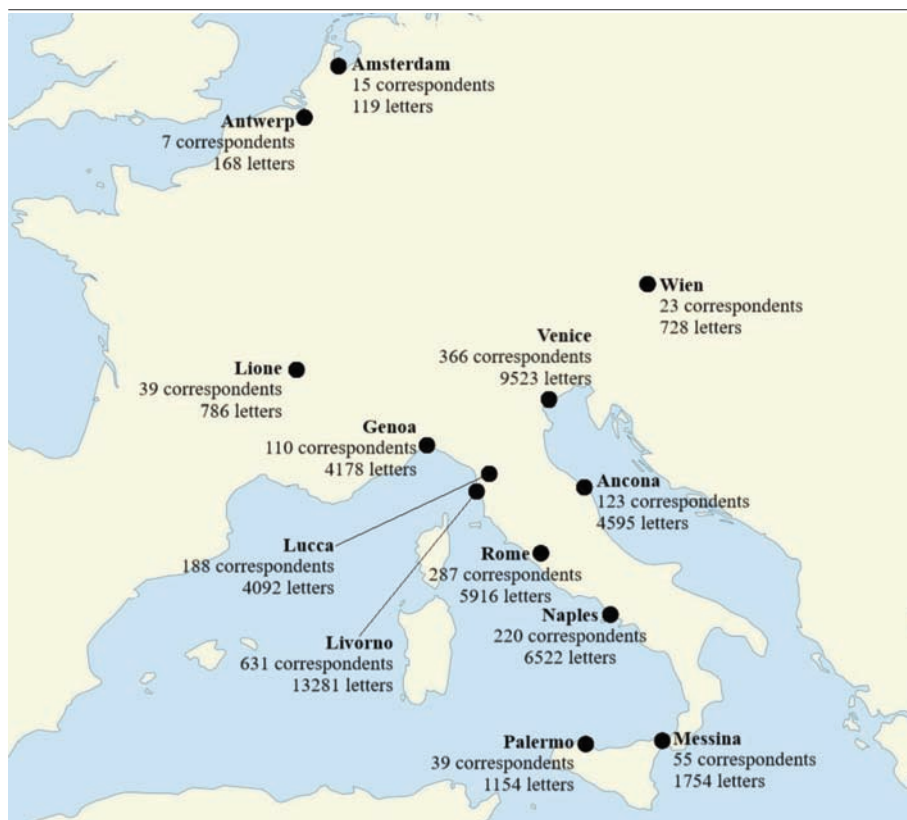 Amsterdam
15 correspondents
119 letters
Antwerp
7 correspondents
168 letters
Wien
23 correspondents
728 letters
Venice
366 correspondents
9523 letters
Lione
39 correspondents
786 letters
Genoa
110 correspondents
4178 letters
Ancona
123 correspondents
4595 letters
Lucca
188 correspondents
4092 letters
Rome
287 correspondents
5916 letters
Naples
220 correspondents
6522 letters
Livorno
631 correspondents
13281 letters
Palermo
39 correspondents
1154 letters
Messina
55 correspondents
1754 letters